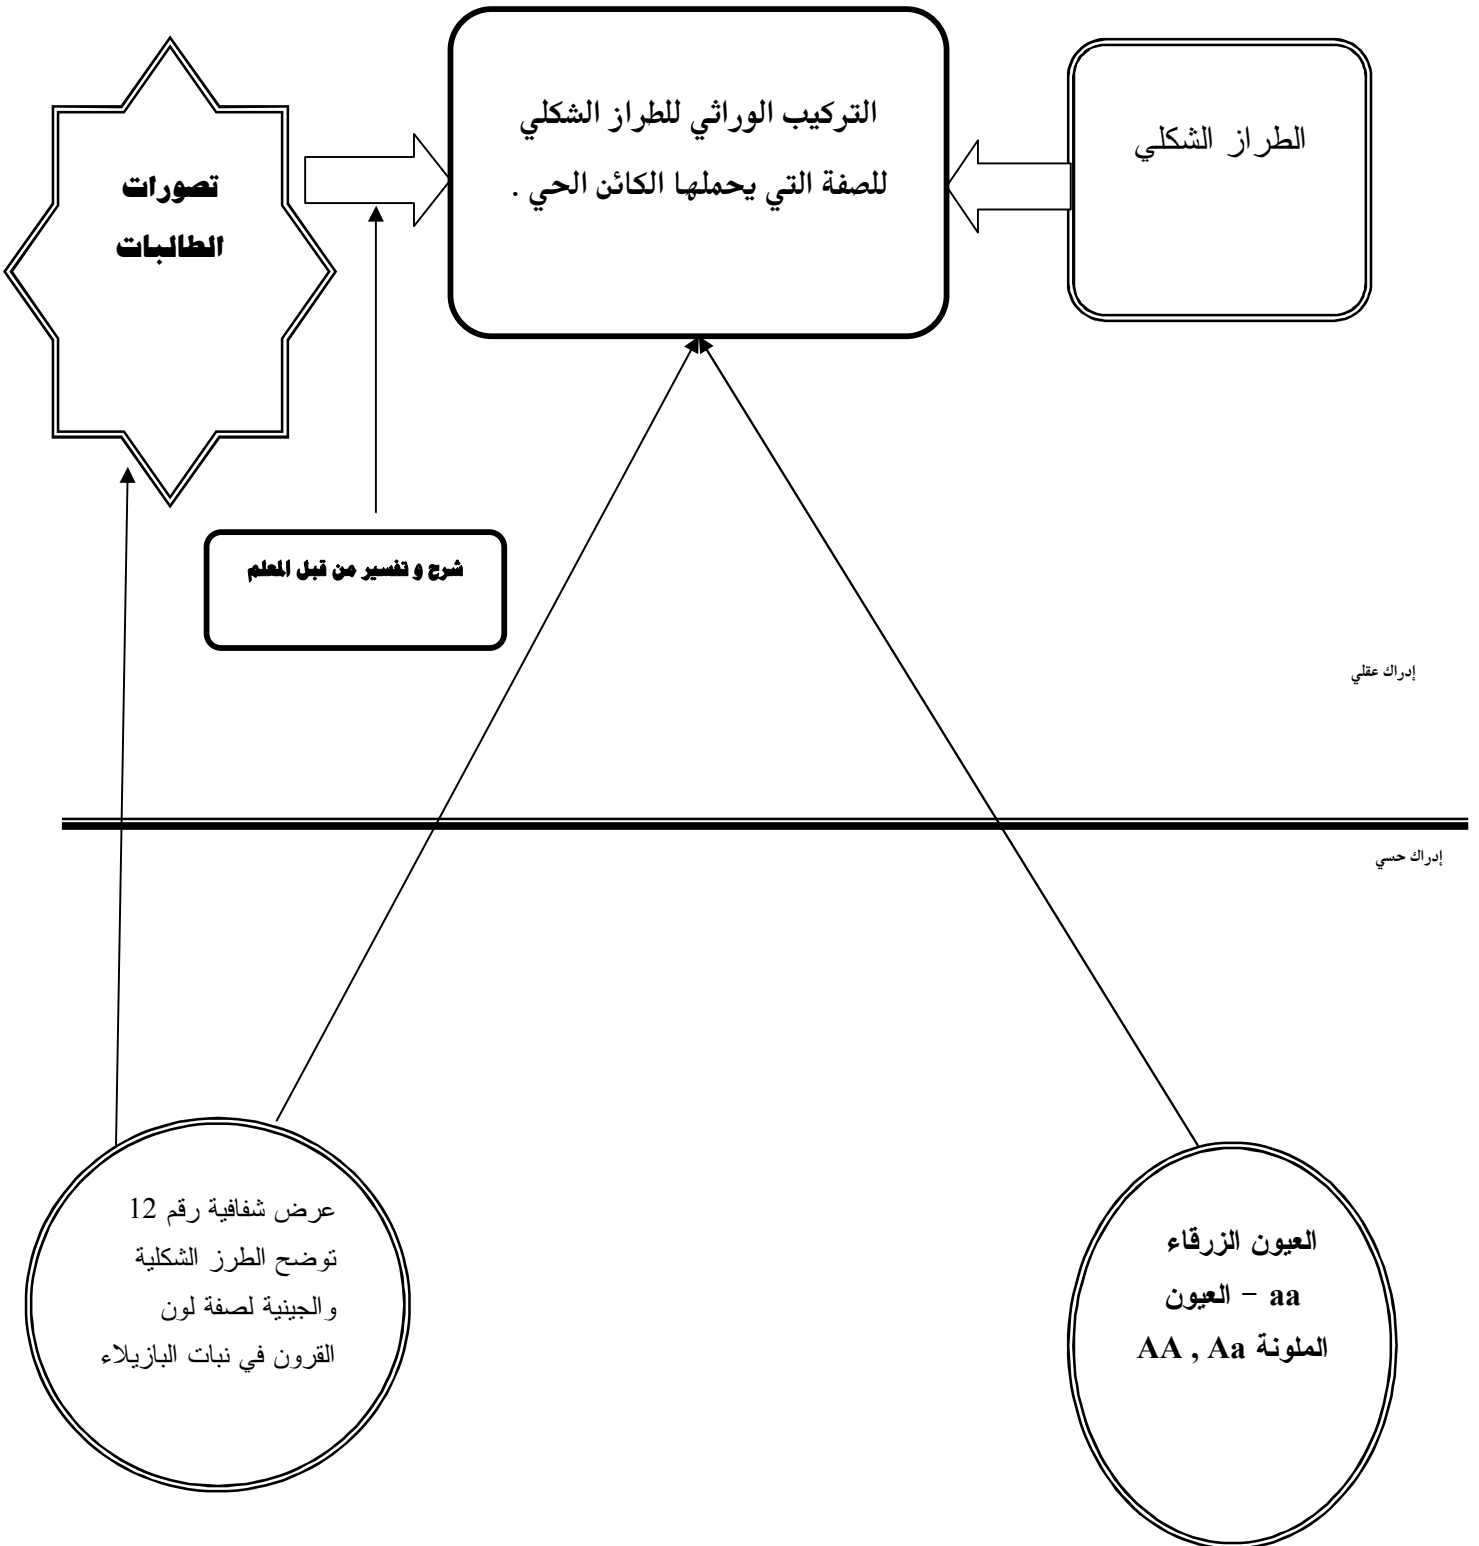 الطراز الشكلي
التركيب الوراثي للطراز الشكلي
للصفة التي يحملها الكائن الحي .
تصورات
الطالبات
شرح و تفسير من قبل المعلم
إدراك عقلي
إدراك حسي
العيون الزرقاء
aa – العيون
الملونة AA , Aa
عرض شفافية رقم 12
توضح الطرز الشكلية
والجينية لصفة لون
القرون في نبات البازيلاء